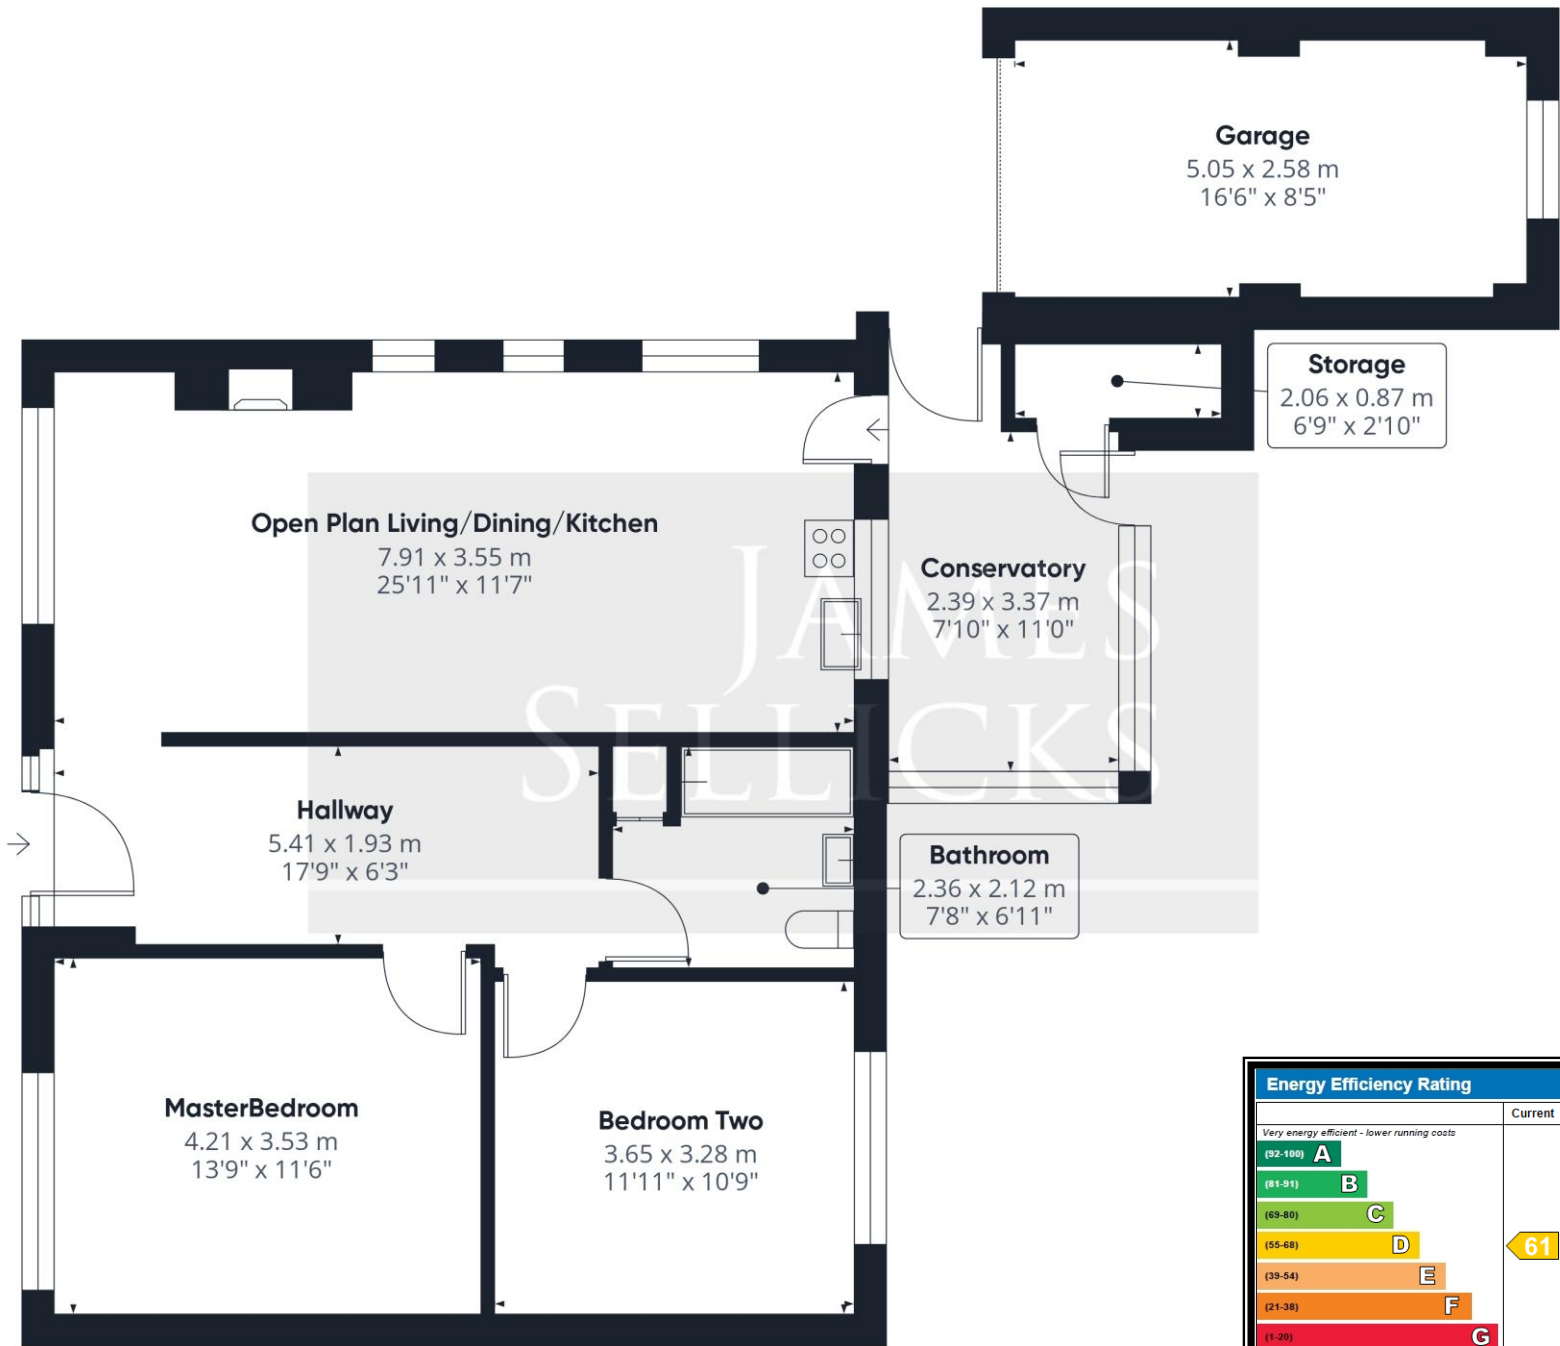 Garage
5.05 x 2.58 m
16'6" x 8'5"
Storage
2.06 x 0.87 m
6'9" x 2'10"
Open Plan Living/Dining/Kitchen
7.91 x 3.55 m
25'11" x 11'7"
Conservatory
2.39 x 3.37 m
7'10" x 11'0"
JAMES
SELLICKS
Hallway
5.41 x 1.93 m
17'9" x 6'3"
Bathroom
2.36 x 2.12 m
7'8" x 6'11"
MasterBedroom
4.21 x 3.53 m
13'9" x 11'6"
Bedroom Two
3.65 x 3.28 m
11'11" x 10'9"
Energy Efficiency Rating
Current
Very energy efficient - lower running costs
(92-100) A
(81-91) B
(69-80) C
(55-68) D
61
(39-54) E
(21-38) F
(1-20) G